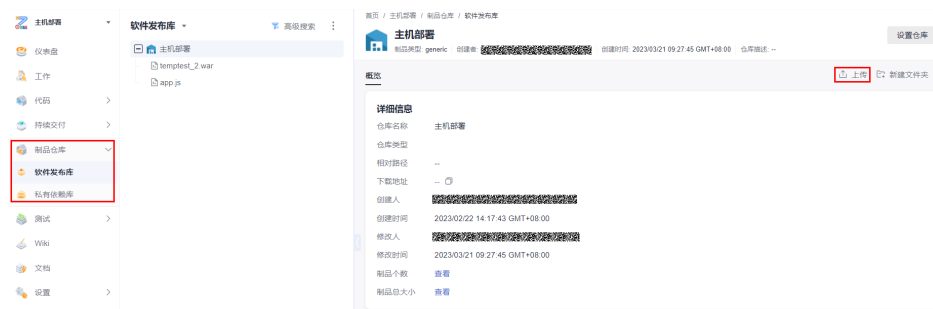 主机部署
仪表盘
工作
代码
持续交付
制品仓库
软件发布库
私有依赖库
测试
Wiki
文档
设置
软件发布库
高级搜索
主机部署
temptest_2.war
app.js
首页 / 主机部署 / 制品仓库 / 软件发布库
主机部署
设置仓库
制品类型: generic 创建者: 创建时间: 2023/03/21 09:27:45 GMT+08:00 仓库描述: --
概览
上传 新建文件夹
详细信息
仓库名称 主机部署
仓库类型
相对路径 --
下载地址 --
创建人
创建时间 2023/02/22 14:17:43 GMT+08:00
修改人
修改时间 2023/03/21 09:27:45 GMT+08:00
制品个数 查看
制品总大小 查看